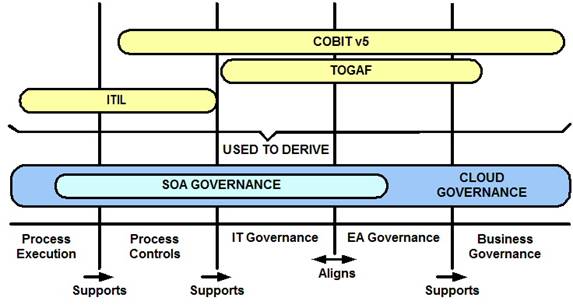 COBIT v5
TOGAF
ITIL
USED TO DERIVE
SOA GOVERNANCE
CLOUD
GOVERNANCE
Process
Execution
Process
Controls
IT Governance
EA Governance
Business
Governance
Supports
Supports
Aligns
Supports